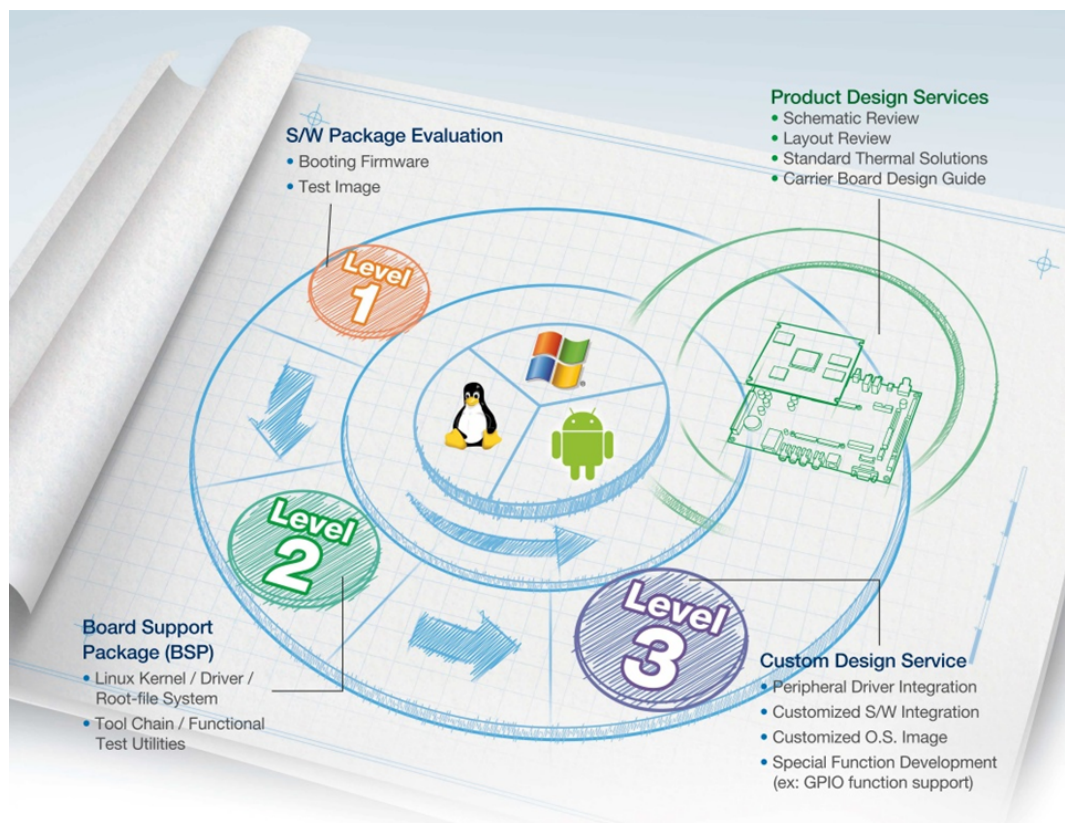 S/W Package Evaluation
• Booting Firmware
• Test Image
Product Design Services
• Schematic Review
• Layout Review
• Standard Thermal Solutions
• Carrier Board Design Guide
Level
1
Level
2
Level
3
Board Support
Package (BSP)
• Linux Kernel / Driver /
Root-file System
• Tool Chain / Functional
Test Utilities
Custom Design Service
• Peripheral Driver Integration
• Customized S/W Integration
• Customized O.S. Image
• Special Function Development
(ex: GPIO function support)